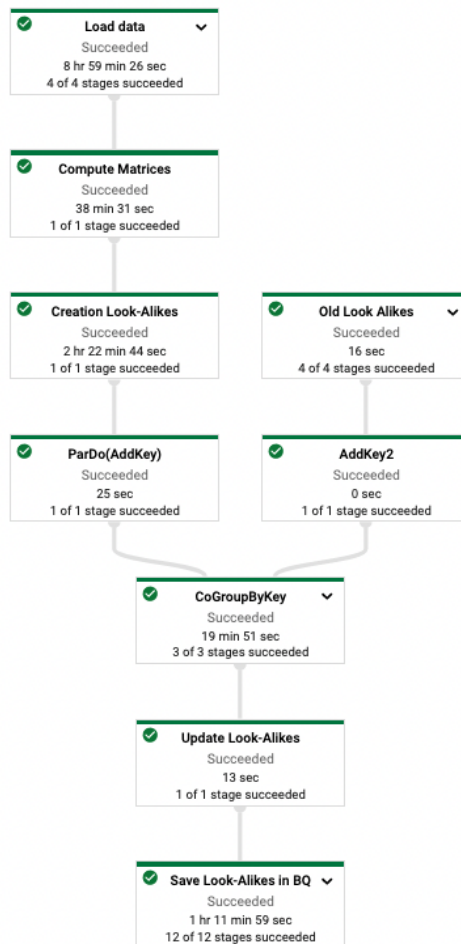 Load data
Succeeded
8 hr 59 min 26 sec
4 of 4 stages succeeded
Compute Matrices
Succeeded
38 min 31 sec
1 of 1 stage succeeded
Creation Look-Alikes
Succeeded
2 hr 22 min 44 sec
1 of 1 stage succeeded
Old Look Alikes
Succeeded
16 sec
4 of 4 stages succeeded
ParDo(AddKey)
Succeeded
25 sec
1 of 1 stage succeeded
AddKey2
Succeeded
0 sec
1 of 1 stage succeeded
CoGroupByKey
Succeeded
19 min 51 sec
3 of 3 stages succeeded
Update Look-Alikes
Succeeded
13 sec
1 of 1 stage succeeded
Save Look-Alikes in BQ
Succeeded
1 hr 11 min 59 sec
12 of 12 stages succeeded